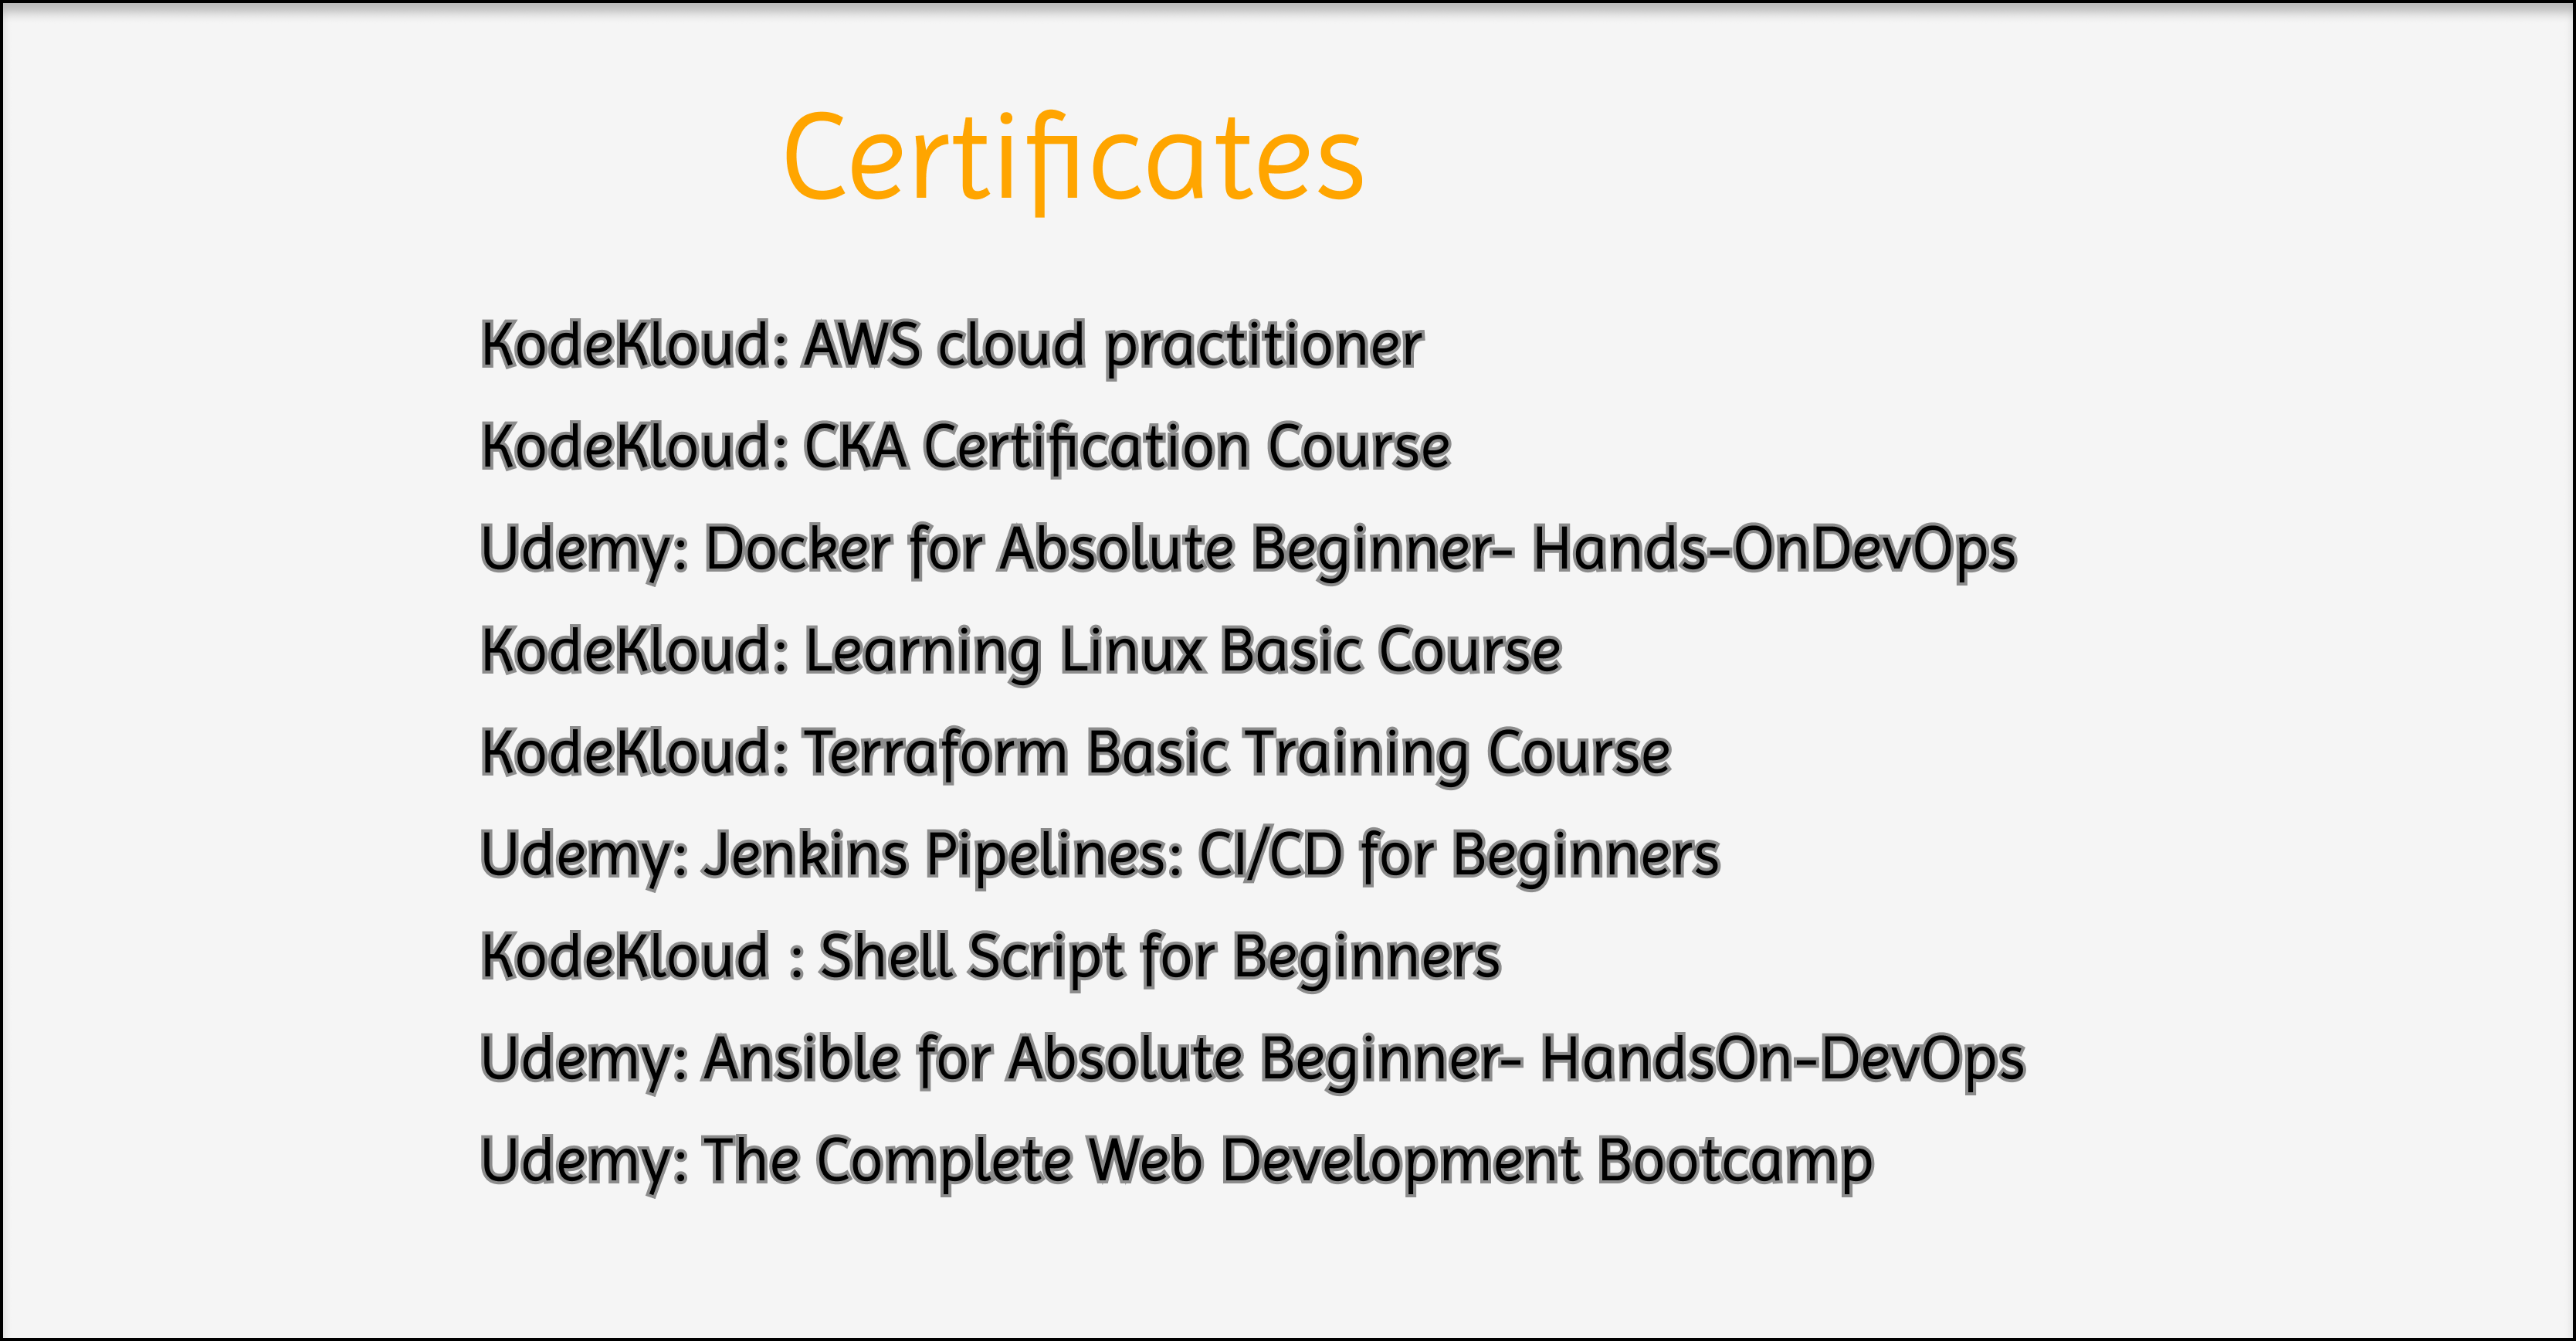 Certificates
KodeKloud: AWS cloud practitioner
KodeKloud: CKA Certification Course
Udemy: Docker for Absolute Beginner- Hands-OnDevOps
KodeKloud: Learning Linux Basic Course
KodeKloud: Terraform Basic Training Course
Udemy: Jenkins Pipelines: CI/CD for Beginners
KodeKloud : Shell Script for Beginners
Udemy: Ansible for Absolute Beginner- HandsOn-DevOps
Udemy: The Complete Web Development Bootcamp